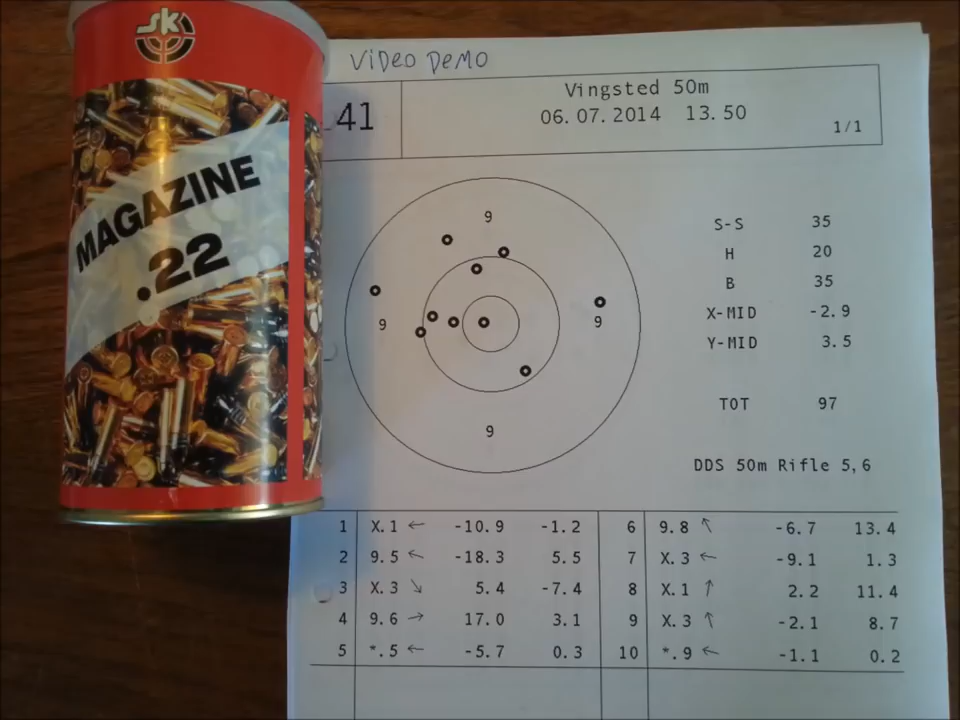 sk
MAGAZINE
.22
VIDEO DEMO
41
Vingsted 50m
06.07.2014 13.50
1/1
9
9
9
9
S-S 35
H 20
B 35
X-MID -2.9
Y-MID 3.5
TOT 97
DDS 50m Rifle 5,6
1 X.1 ← -10.9 -1.2 6 9.8 ↖ -6.7 13.4
2 9.5 ← -18.3 5.5 7 X.3 ← -9.1 1.3
3 X.3 ↘ 5.4 -7.4 8 X.1 ↑ 2.2 11.4
4 9.6 → 17.0 3.1 9 X.3 ↑ -2.1 8.7
5 *.5 ← -5.7 0.3 10 *.9 ← -1.1 0.2